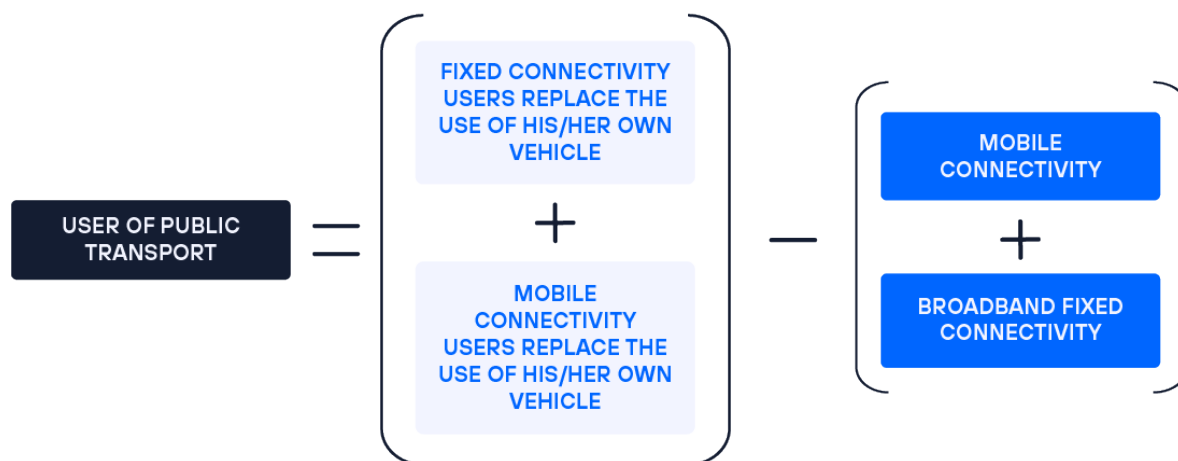 USER OF PUBLIC
TRANSPORT
=
FIXED CONNECTIVITY
USERS REPLACE THE
USE OF HIS/HER OWN
VEHICLE
+
MOBILE
CONNECTIVITY
USERS REPLACE THE
USE OF HIS/HER OWN
VEHICLE
—
MOBILE
CONNECTIVITY
+
BROADBAND FIXED
CONNECTIVITY